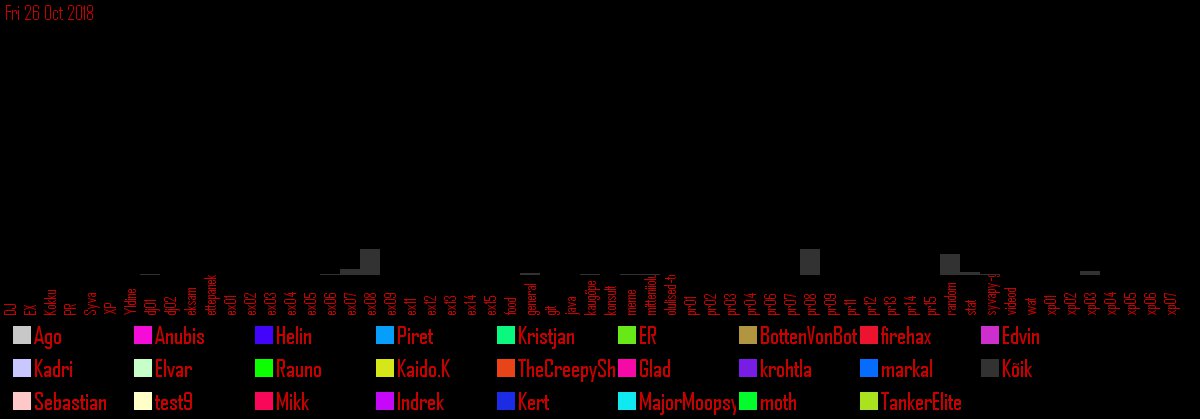 Fri 26 Oct 2018
DJ EX Kokku PR Syva XP Yldine dj01 dj02 eksam ettepanek ex01 ex02 ex03 ex04 ex05 ex06 ex07 ex08 ex09 ex11 ex12 ex13 ex14 ex15 food general git java kaugõpe konsult meme mitteniiolu olulised-t pr01 pr02 pr03 pr04 pr06 pr07 pr08 pr09 pr11 pr12 pr13 pr14 pr15 random stat syvapy-g videod wat xp01 xp02 xp03 xp04 xp05 xp06 xp07
Ago Anubis Helin Piret Kristjan ER BottenVonBot firehax Edvin
Kadri Elvar Rauno Kaido.K TheCreepySh Glad krohtla markal Kõik
Sebastian test9 Mikk Indrek Kert MajorMoopsy moth TankerElite